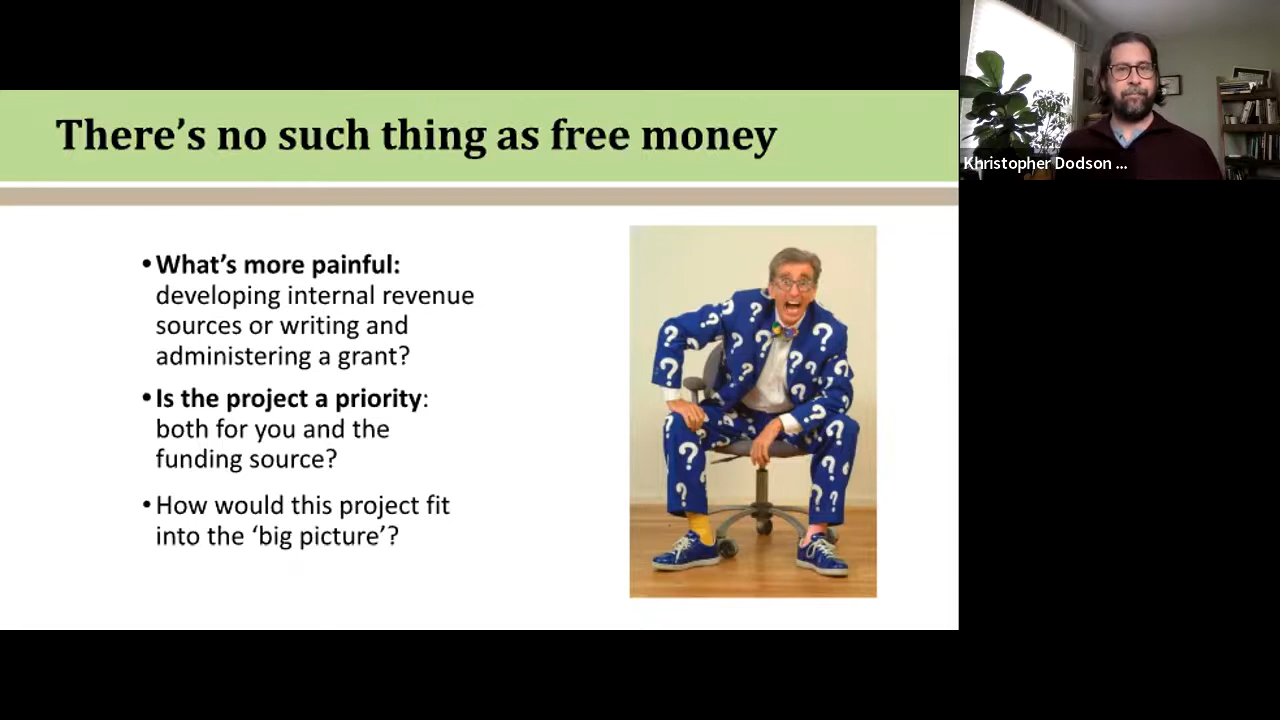 There's no such thing as free money
Khristopher Dodson ...
• What's more painful:
developing internal revenue
sources or writing and
administering a grant?
• Is the project a priority:
both for you and the
funding source?
• How would this project fit
into the ‘big picture’?